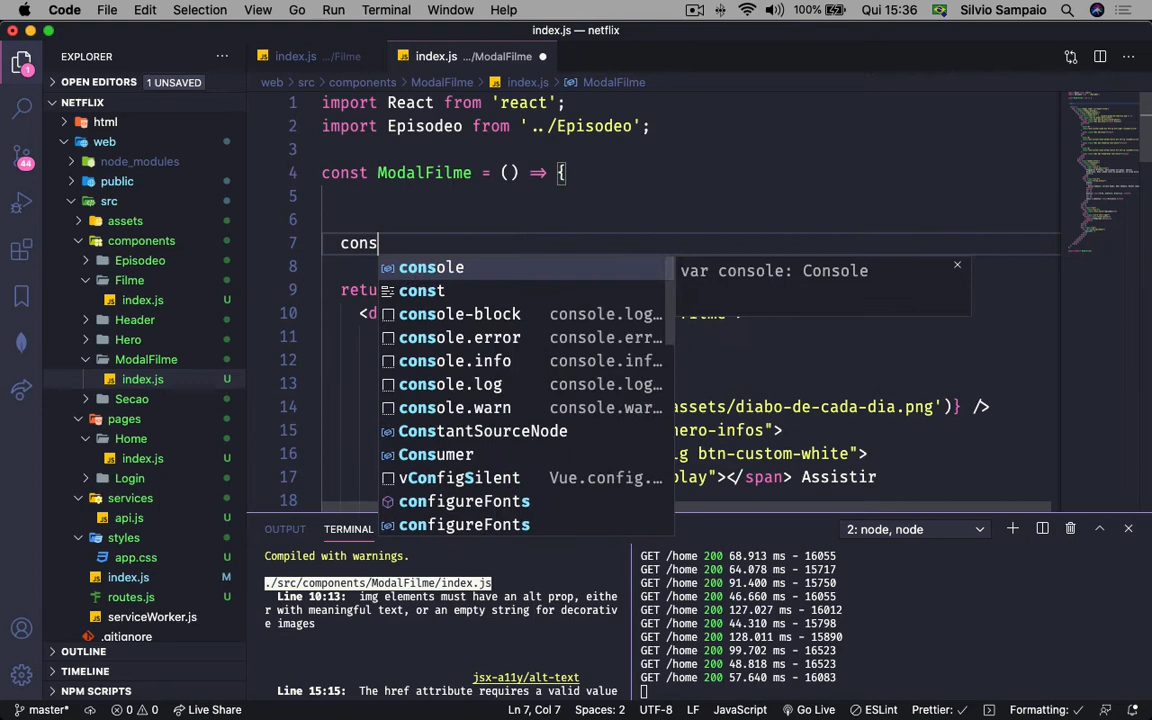 Code File Edit Selection View Go Run Terminal Window Help 100% Qui 15:36 Silvio Sampaio
index.js — netflix
EXPLORER
OPEN EDITORS 1 UNSAVED
NETFLIX
html
web
node_modules
public
src
assets
components
Episodeo
Filme
index.js U
Header
Hero
ModalFilme
index.js U
Secao
pages
Home
index.js U
Login
services
api.js U
styles
app.css U
index.js M
routes.js U
serviceWorker.js
.gitignore
OUTLINE
TIMELINE
NPM SCRIPTS
1
44
index.js .../Filme
index.js .../ModalFilme
web > src > components > ModalFilme > index.js > ModalFilme
1 import React from 'react';
2 import Episodeo from '../Episodeo';
3
4 const ModalFilme = () => {
5
6
7 cons
8
9 retu
10 <d
11
12
13
14 assets/diabo-de-cada-dia.png')} />
15 hero-infos">
16 g btn-custom-white">
17 play"></span> Assistir
18
console
const
console-block console.log...
console.error console.err...
console.info console.inf...
console.log console.log...
console.warn console.war...
ConstantSourceNode
Consumer
vConfigSilent Vue.config....
configureFonts
configureFonts
var console: Console
OUTPUT TERMINAL 2: node, node
Compiled with warnings.
./src/components/ModalFilme/index.js
Line 10:13: img elements must have an alt prop, eithe
r with meaningful text, or an empty string for decorativ
e images
jsx-a11y/alt-text
Line 15:15: The href attribute requires a valid value
GET /home 200 68.913 ms - 16055
GET /home 200 64.078 ms - 15717
GET /home 200 91.400 ms - 15750
GET /home 200 46.660 ms - 16055
GET /home 200 127.027 ms - 16012
GET /home 200 44.310 ms - 15798
GET /home 200 128.011 ms - 15890
GET /home 200 99.702 ms - 16523
GET /home 200 48.818 ms - 16523
GET /home 200 57.640 ms - 16083
master* 0 0 Live Share Ln 7, Col 7 Spaces: 2 UTF-8 LF JavaScript Go Live ESLint Prettier: ✓ Formatting: ✓